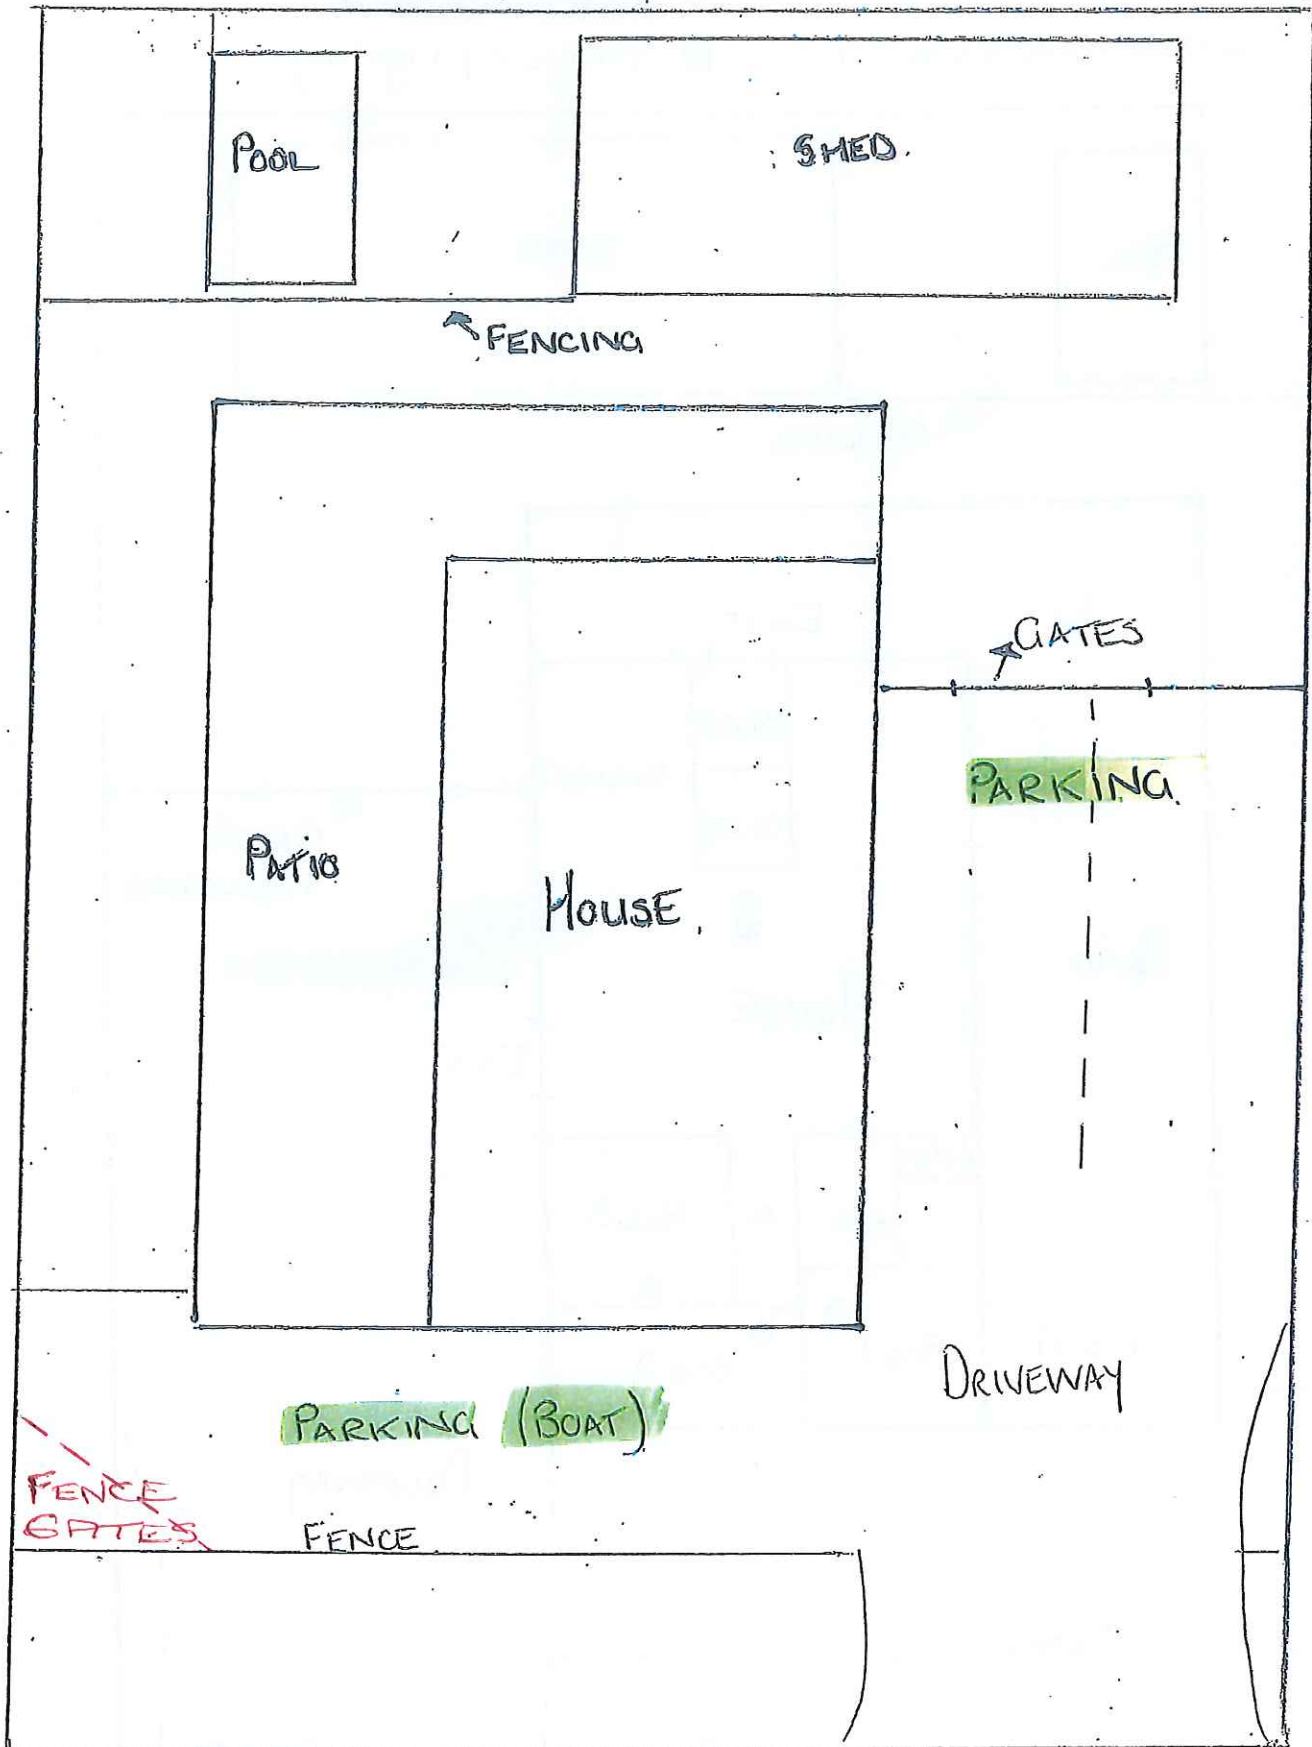 POOL
SHED.
FENCING
GATES
PARKING
PATIO
HOUSE
DRIVEWAY
PARKING (BOAT)
FENCE
GATES
FENCE